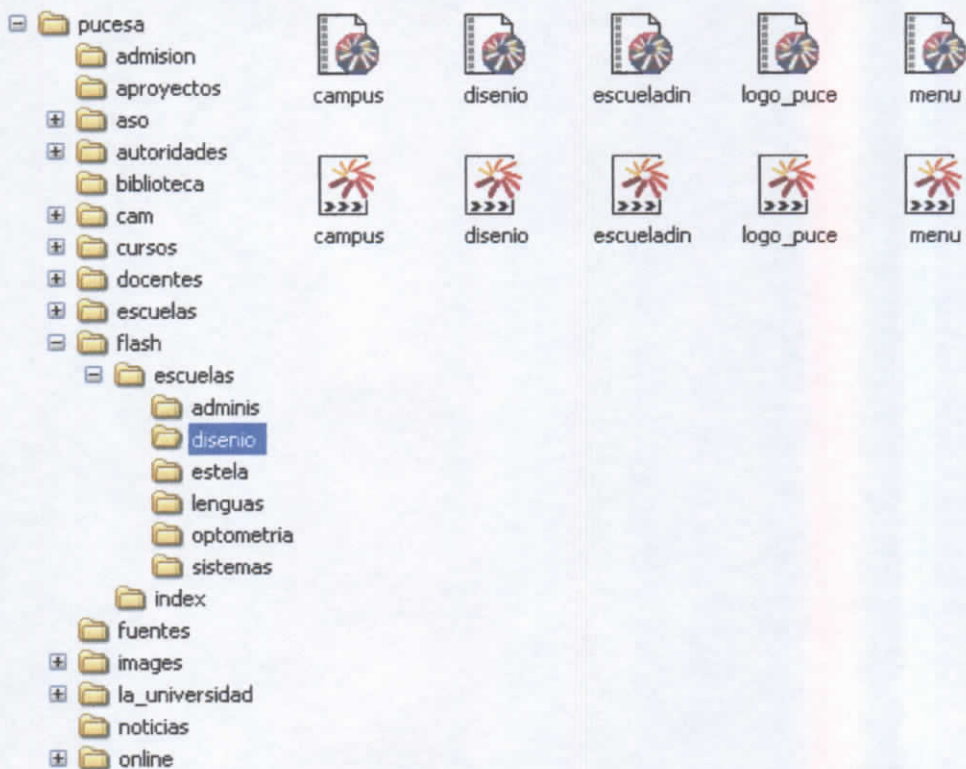 pucesa
admision
aproyectos
aso
autoridades
biblioteca
cam
cursos
docentes
escuelas
flash
escuelas
adminis
disenio
estela
lenguas
optometria
sistemas
index
fuentes
images
la_universidad
noticias
online
campus disenio escueladin logo_puce menu
campus disenio escueladin logo_puce menu